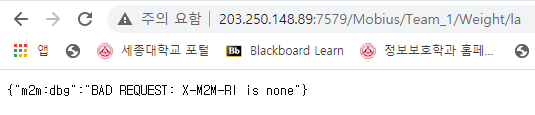 주의 요함 | 203.250.148.89:7579/Mobius/Team_1/Weight/la
앱 세종대학교 포털 Bb Blackboard Learn 정보보호학과 홈페...
{"m2m:dbg":"BAD REQUEST: X-M2M-RI is none"}